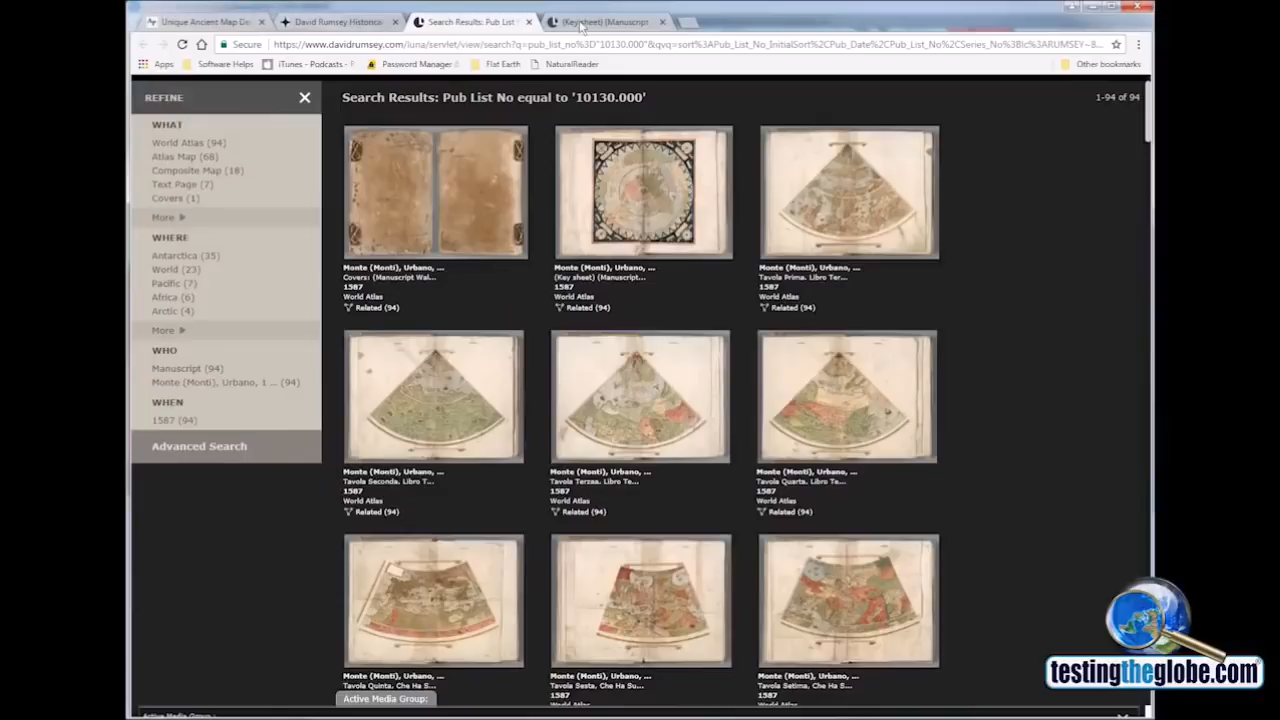 Unique Ancient Map De
David Rumsey Historica
Search Results: Pub List
(Key sheet) (Manuscript
Secure
https://www.davidrumsey.com/luna/servlet/view/search?q=pub_list_no%3D"10130.000"&qvq=sort%3APub_List_No_InitialSort%2CPub_Date%2CPub_List_No%2CSeries_No%3Blc%3ARUMSEY~8...
Apps
Software Helps
iTunes - Podcasts - F
Password Manager
Flat Earth
NaturalReader
Other bookmarks
REFINE
WHAT
World Atlas (94)
Atlas Map (68)
Composite Map (18)
Text Page (7)
Covers (1)
More
WHERE
Antarctica (35)
World (23)
Pacific (7)
Africa (6)
Arctic (4)
More
WHO
Manuscript (94)
Monte (Monti), Urbano, 1 ... (94)
WHEN
1587 (94)
Advanced Search
Search Results: Pub List No equal to '10130.000'
1-94 of 94
Monte (Monti), Urbano, ...
Covers: (Manuscript Wal...
1587
World Atlas
Related (94)
Monte (Monti), Urbano, ...
(Key sheet) (Manuscript...
1587
World Atlas
Related (94)
Monte (Monti), Urbano, ...
Tavola Prima. Libro Ter...
1587
World Atlas
Related (94)
Monte (Monti), Urbano, ...
Tavola Seconda. Libro T...
1587
World Atlas
Related (94)
Monte (Monti), Urbano, ...
Tavola Terzaa. Libro Te...
1587
World Atlas
Related (94)
Monte (Monti), Urbano, ...
Tavola Quarta. Libro Te...
1587
World Atlas
Related (94)
Monte (Monti), Urbano, ...
Tavola Quinta. Che Ha S...
Monte (Monti), Urbano, ...
Tavola Sesta, Che Ha Su...
1587
Monte (Monti), Urbano, ...
Tavola Setima, Che Ha S...
1587
Active Media Group:
Active Media Group :
testingtheglobe.com